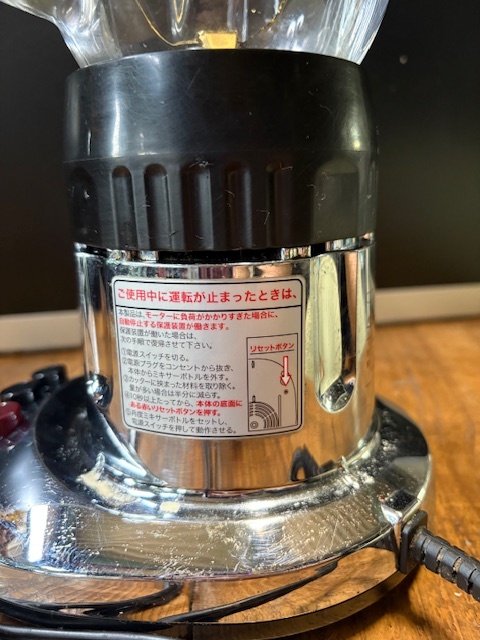 ご使用中に運転が止まったときは、
本製品は、モーターに負荷がかかりすぎた場合に、
自動停止する保護装置が働きます。
保護装置が働いた場合は、
次の手順で復帰させて下さい。
①電源スイッチを切る。
②電源プラグをコンセントから抜き、
本体からミキサーボトルを外す。
③カッターに挟まった材料を取り除く。
量が多い場合は半分に減らす。
④10秒以上たってから、本体の底面に
ある赤いリセットボタンを押す。
⑤再度ミキサーボトルをセットし、
電源スイッチを押して動作させる。
リセットボタン